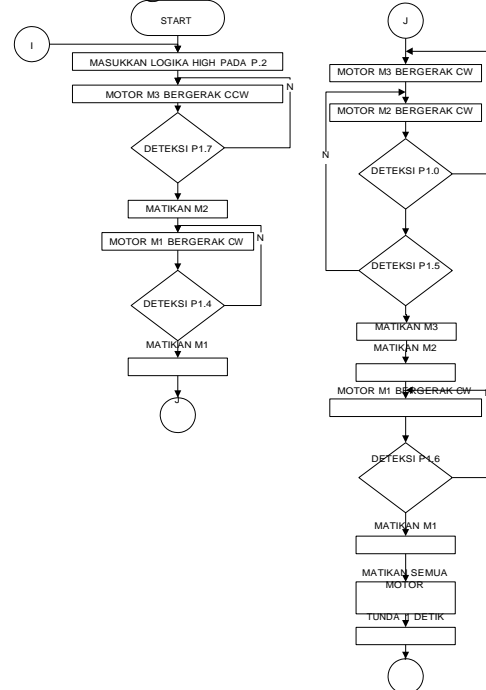 START
I
MASUKKAN LOGIKA HIGH PADA P.2
MOTOR M3 BERGERAK CCW
N
DETEKSI P1.7
MATIKAN M2
MOTOR M1 BERGERAK CW
N
DETEKSI P1.4
MATIKAN M1
J
J
MOTOR M3 BERGERAK CW
MOTOR M2 BERGERAK CW
N
DETEKSI P1.0
DETEKSI P1.5
MATIKAN M3
MATIKAN M2
MOTOR M1 BERGERAK CW
DETEKSI P1.6
MATIKAN M1
MATIKAN SEMUA
MOTOR
TUNDA DETIK